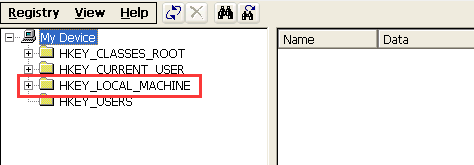 Registry View Help
My Device
Name Data
HKEY_CLASSES_ROOT
HKEY_CURRENT_USER
HKEY_LOCAL_MACHINE
HKEY_USERS